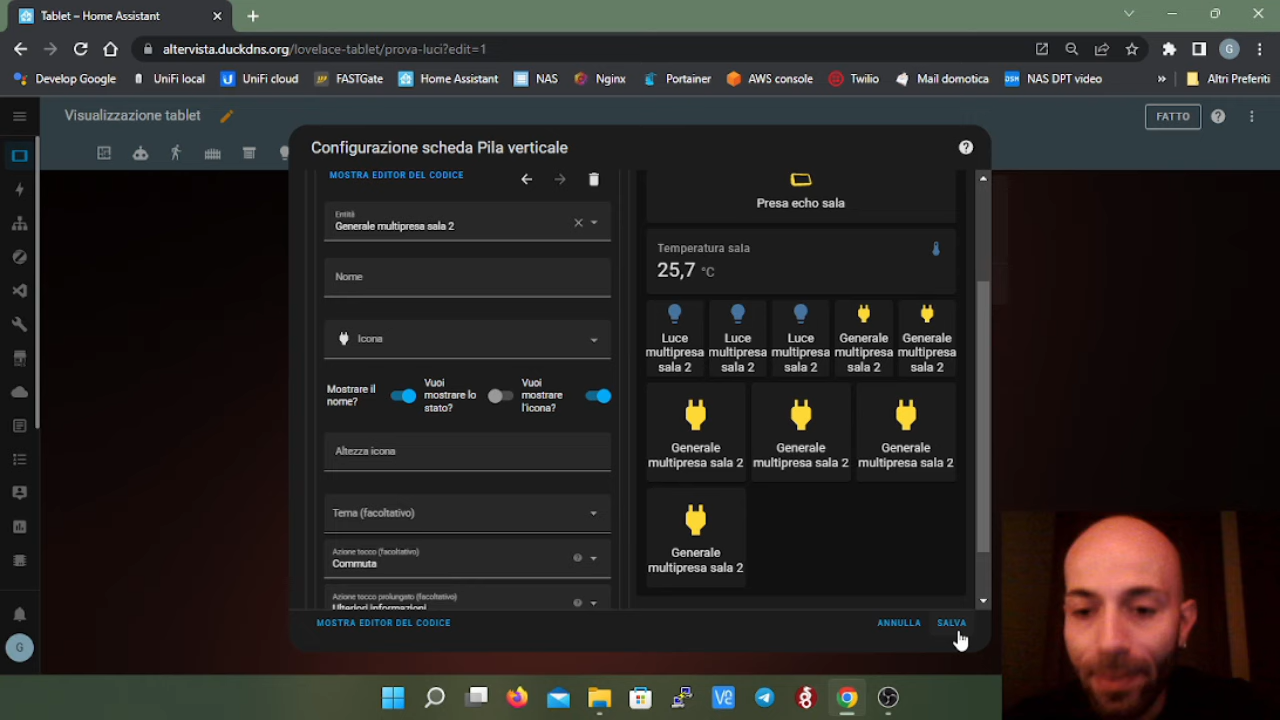 Tablet – Home Assistant
altervista.duckdns.org/lovelace-tablet/prova-luci?edit=1
G
Develop Google
UniFi local
UniFi cloud
FASTGate
Home Assistant
NAS
Nginx
Portainer
AWS console
Twilio
Mail domotica
DSM
NAS DPT video
»
Altri Preferiti
Visualizzazione tablet
FATTO
Configurazione scheda Pila verticale
MOSTRA EDITOR DEL CODICE
Entità
Generale multipresa sala 2
Nome
Icona
Mostrare il
nome?
Vuoi
mostrare lo
stato?
Vuoi
mostrare
l'icona?
Altezza icona
Tema (facoltativo)
Azione tocco (facoltativo)
Commuta
Azione tocco prolungato (facoltativo)
Ulteriori informazioni
Presa echo sala
Temperatura sala
25,7 °C
Luce
multipresa
sala 2
Luce
multipresa
sala 2
Luce
multipresa
sala 2
Generale
multipresa
sala 2
Generale
multipresa
sala 2
Generale
multipresa sala 2
Generale
multipresa sala 2
Generale
multipresa sala 2
Generale
multipresa sala 2
MOSTRA EDITOR DEL CODICE
ANNULLA
SALVA
G